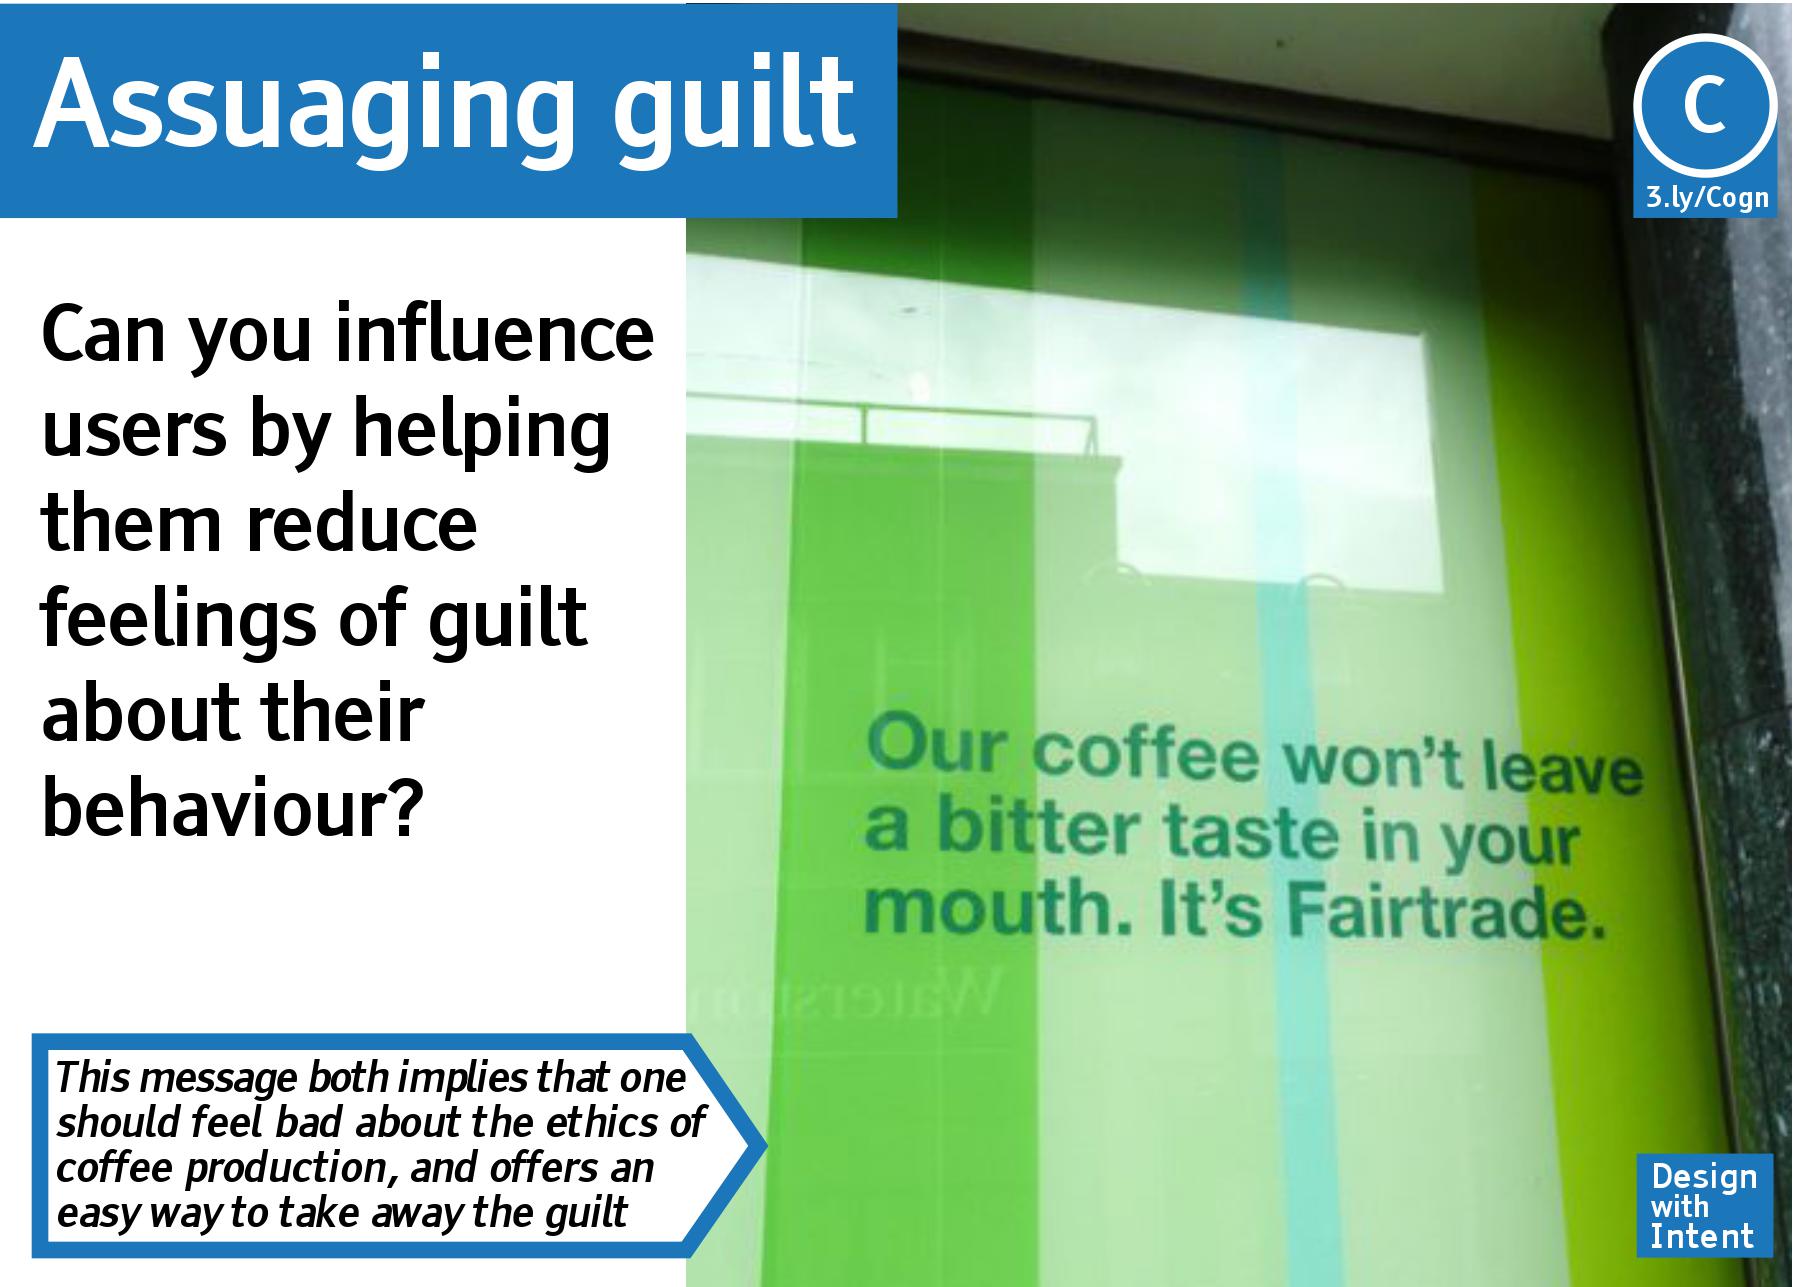 Assuaging guilt
C
3.ly/Cogn
Can you influence
users by helping
them reduce
feelings of guilt
about their
behaviour?
Our coffee won't leave
a bitter taste in your
mouth. It's Fairtrade.
This message both implies that one
should feel bad about the ethics of
coffee production, and offers an
easy way to take away the guilt
Design
with
Intent